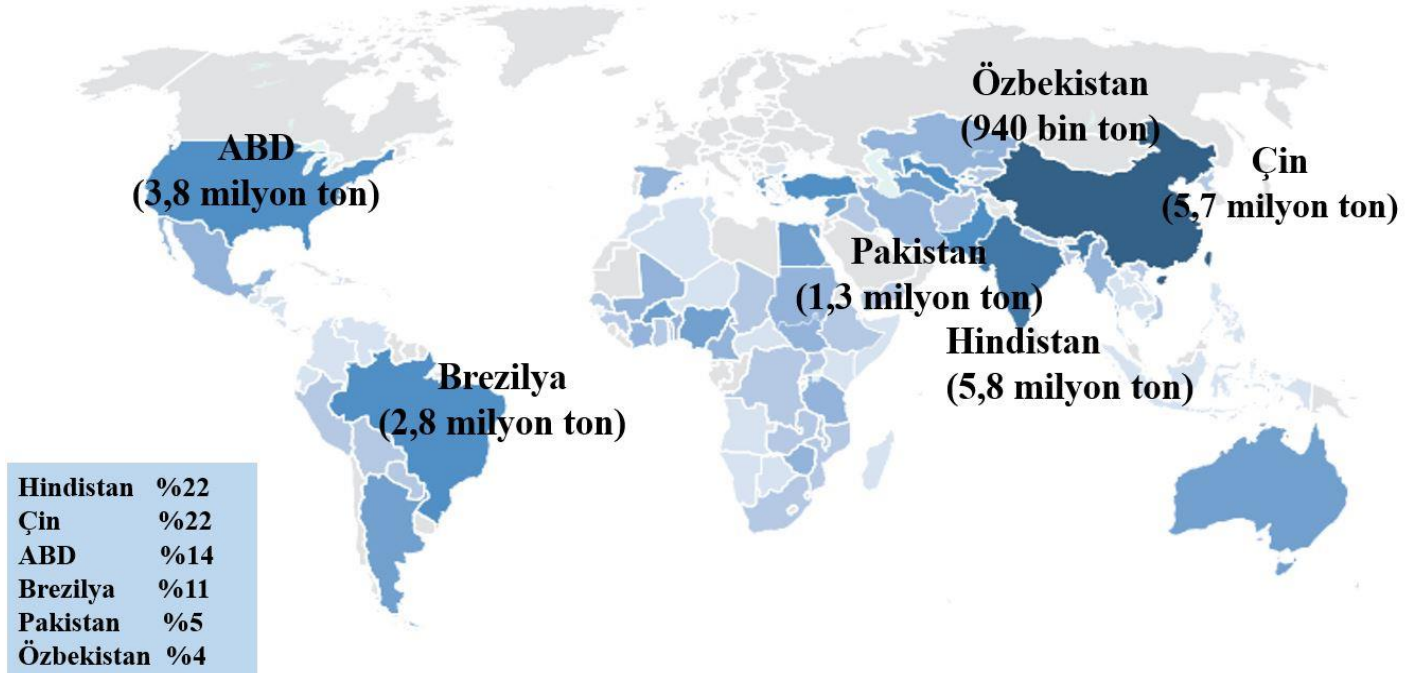 Özbekistan
(940 bin ton)
ABD
(3,8 milyon ton)
Çin
(5,7 milyon ton)
Pakistan
(1,3 milyon ton)
Hindistan
(5,8 milyon ton)
Brezilya
(2,8 milyon ton)
Hindistan %22
Çin %22
ABD %14
Brezilya %11
Pakistan %5
Özbekistan %4